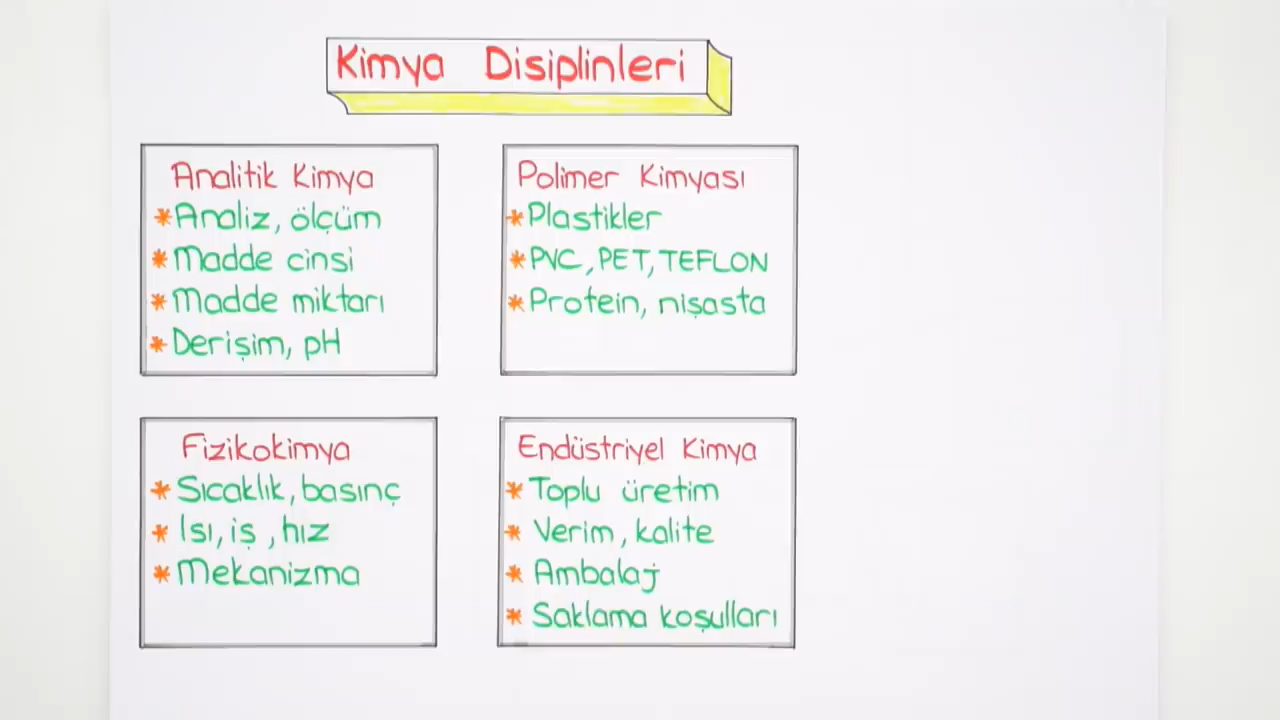 Kimya Disiplinleri
Analitik Kimya
* Analiz, ölçüm
* Madde cinsi
* Madde miktarı
* Derişim, pH
Polimer Kimyası
* Plastikler
* PVC, PET, TEFLON
* Protein, nişasta
Fizikokimya
* Sıcaklık, basınç
* Isı, iş, hız
* Mekanizma
Endüstriyel Kimya
* Toplu üretim
* Verim, kalite
* Ambalaj
* Saklama koşulları